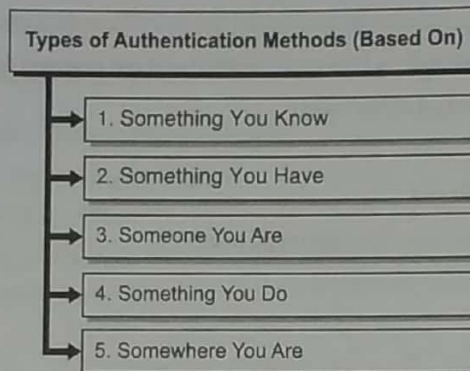 Types of Authentication Methods (Based On)
1. Something You Know
2. Something You Have
3. Someone You Are
4. Something You Do
5. Somewhere You Are